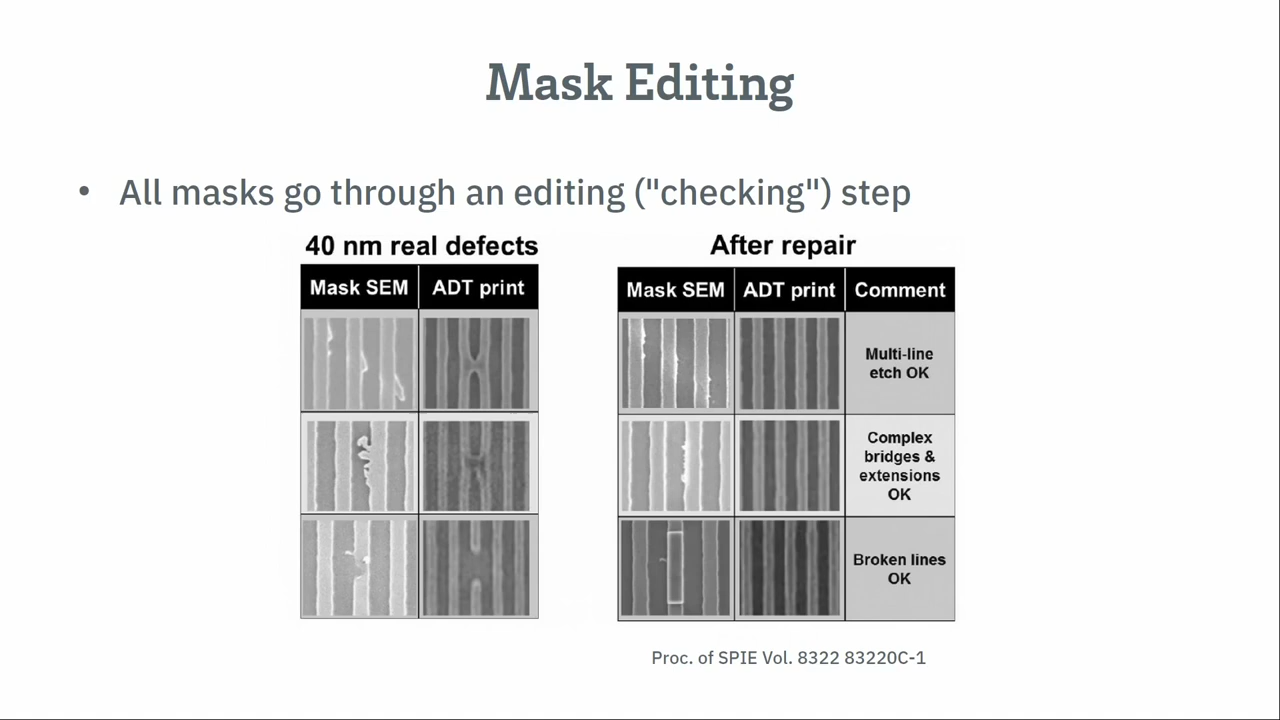 Mask Editing
• All masks go through an editing ("checking") step
40 nm real defects
Mask SEM
ADT print
After repair
Mask SEM
ADT print
Comment
Multi-line
etch OK
Complex
bridges &
extensions
OK
Broken lines
OK
Proc. of SPIE Vol. 8322 83220C-1